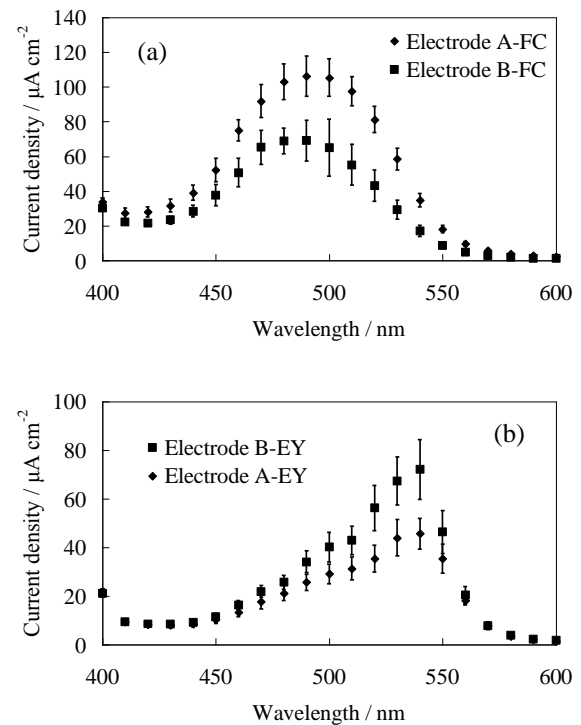 140
120
100
80
60
40
20
0
(a)
Electrode A-FC
Electrode B-FC
Current density / μA cm-2
400 450 500 550 600
Wavelength / nm
100
80
60
40
20
0
(b)
Electrode B-EY
Electrode A-EY
Current density / μA cm-2
400 450 500 550 600
Wavelength / nm